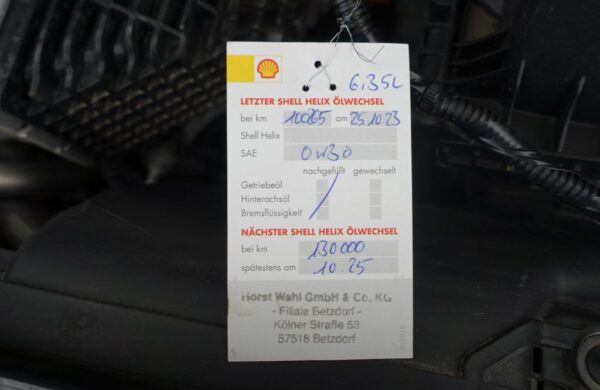 6,35L
LETZTER SHELL HELIX ÖLWECHSEL
bei km 100265 am 25.10.23
Shell Helix
SAE 0W30
nachgefüllt gewechselt
Getriebeöl
Hinterachsöl
Bremsflüssigkeit
NÄCHSTER SHELL HELIX ÖLWECHSEL
bei km 130000
spätestens am 10.25
Horst Wahl GmbH & Co. KG
- Filiale Betzdorf -
Kölner Straße 53
57518 Betzdorf